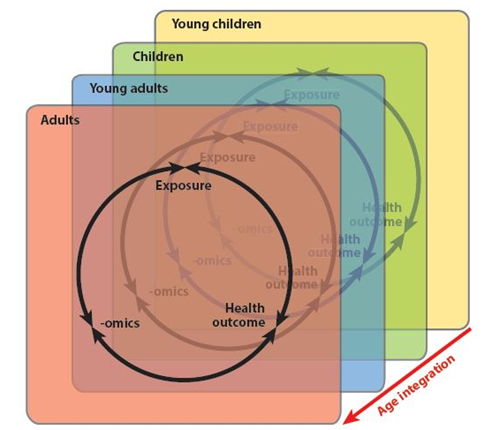 Young children
Children
Young adults
Adults
Exposure
Exposure
Exposure
Exposure
Health
outcome
-omics
Health
outcome
-omics
Health
outcome
-omics
Health
outcome
-omics
Age integration